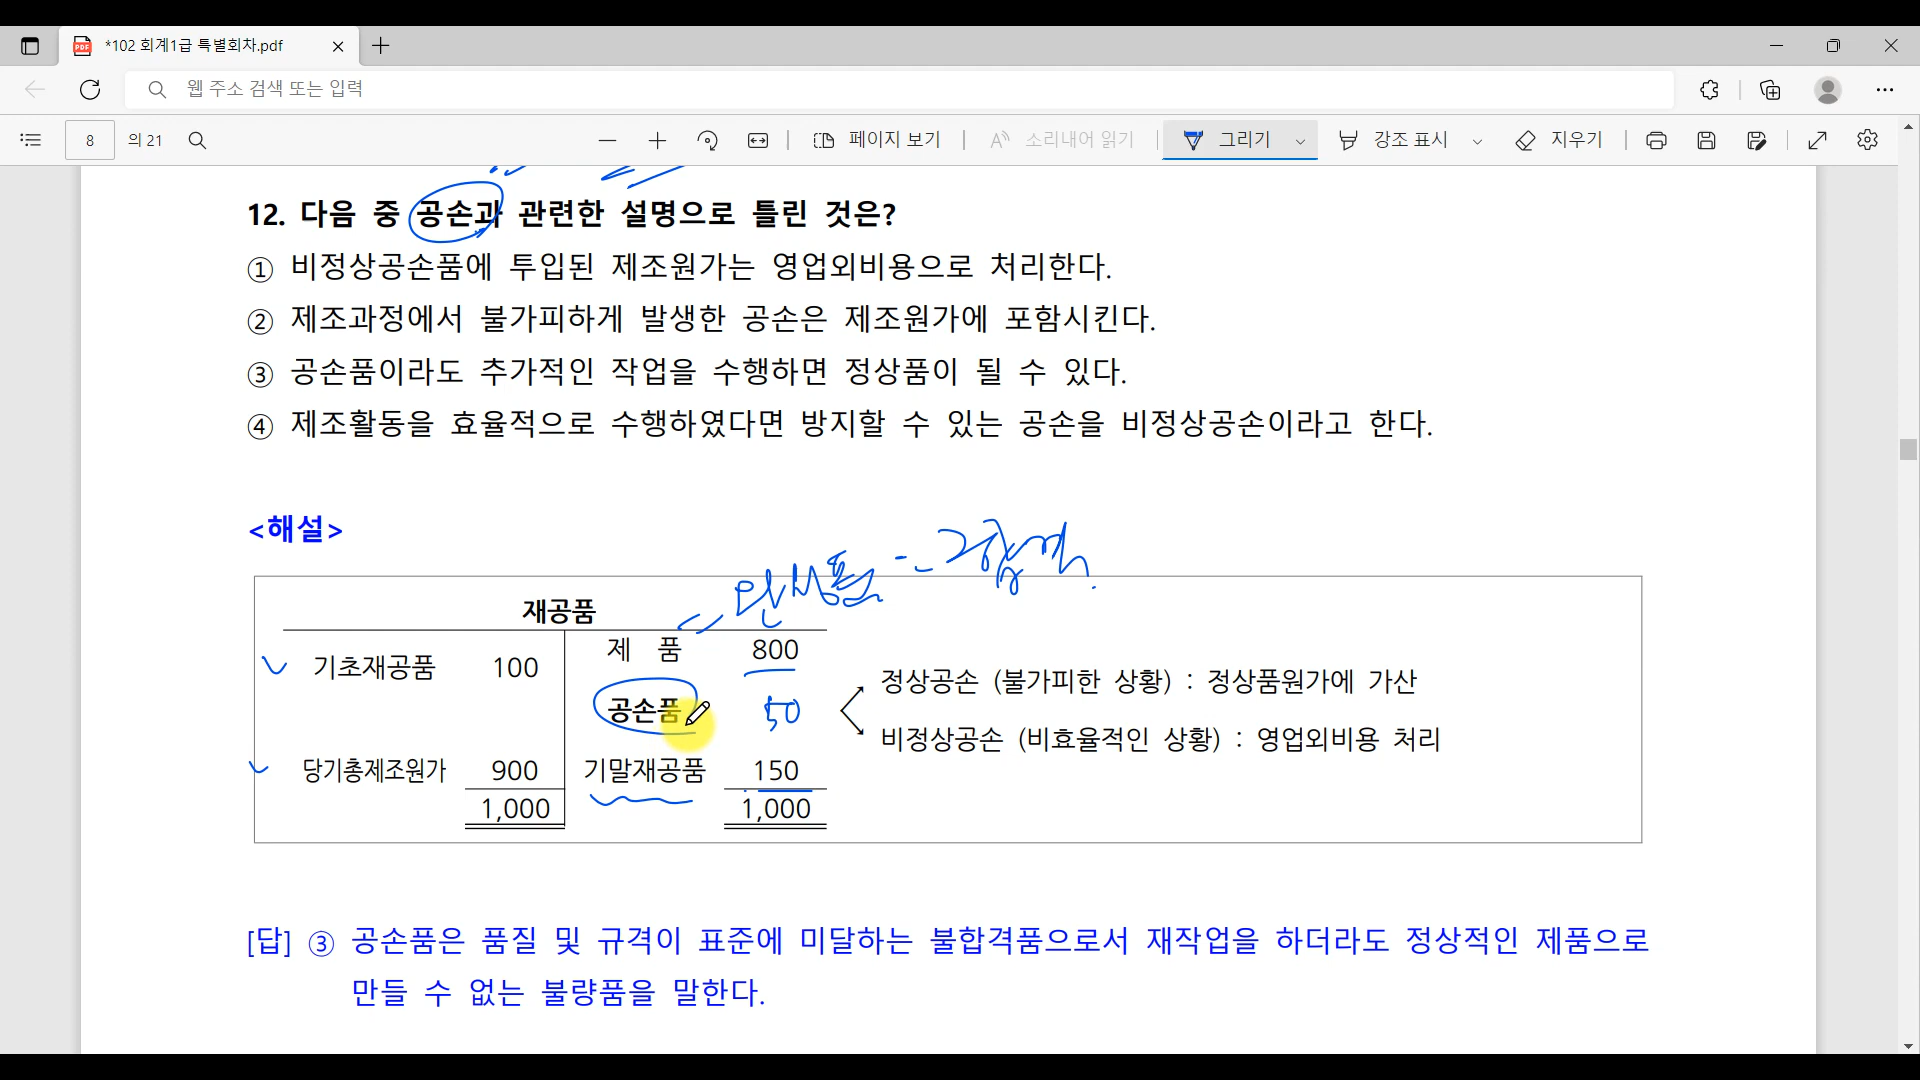 *102 회계1급 특별회차.pdf
웹 주소 검색 또는 입력
8 의 21 페이지 보기 소리내어 읽기 그리기 강조 표시 지우기
12. 다음 중 공손과 관련한 설명으로 틀린 것은?
① 비정상공손품에 투입된 제조원가는 영업외비용으로 처리한다.
② 제조과정에서 불가피하게 발생한 공손은 제조원가에 포함시킨다.
③ 공손품이라도 추가적인 작업을 수행하면 정상품이 될 수 있다.
④ 제조활동을 효율적으로 수행하였다면 방지할 수 있는 공손을 비정상공손이라고 한다.
<해설>
재공품
제 품 800
기초재공품 100
정상공손 (불가피한 상황) : 정상품원가에 가산
공손품 50
비정상공손 (비효율적인 상황) : 영업외비용 처리
당기총제조원가 900 기말재공품 150
1,000 1,000
[답] ③ 공손품은 품질 및 규격이 표준에 미달하는 불합격품으로서 재작업을 하더라도 정상적인 제품으로
만들 수 없는 불량품을 말한다.